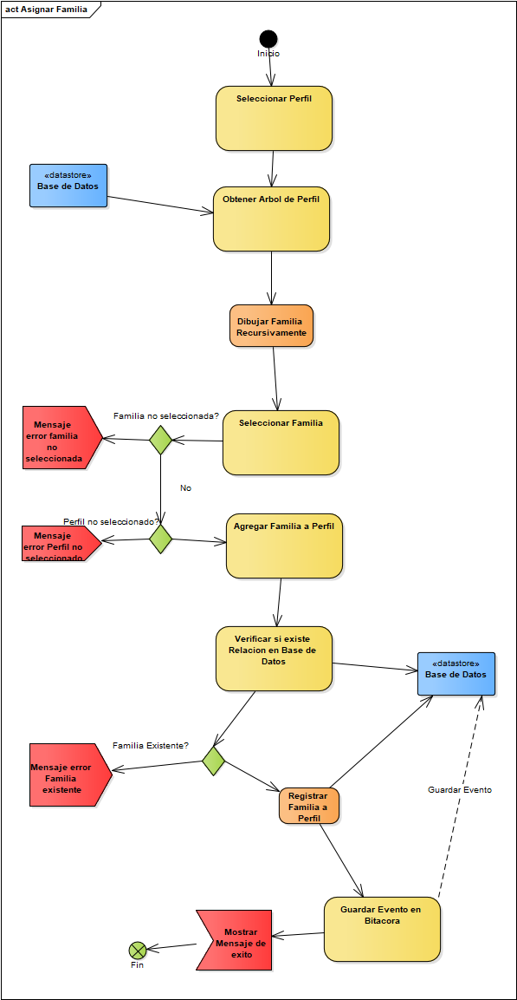 act Asignar Familia
Inicio
Seleccionar Perfil
«datastore»
Base de Datos
Obtener Arbol de Perfil
Dibujar Familia
Recursivamente
Familia no seleccionada?
Mensaje
error familia
no
seleccionada
Seleccionar Familia
No
Perfil no seleccionado?
Mensaje
error Perfil no
seleccionado
Agregar Familia a Perfil
Verificar si existe
Relacion en Base de
Datos
«datastore»
Base de Datos
Familia Existente?
Mensaje error
Familia
existente
Registrar
Familia a
Perfil
Guardar Evento
Guardar Evento en
Bitacora
Mostrar
Mensaje de
exito
Fin